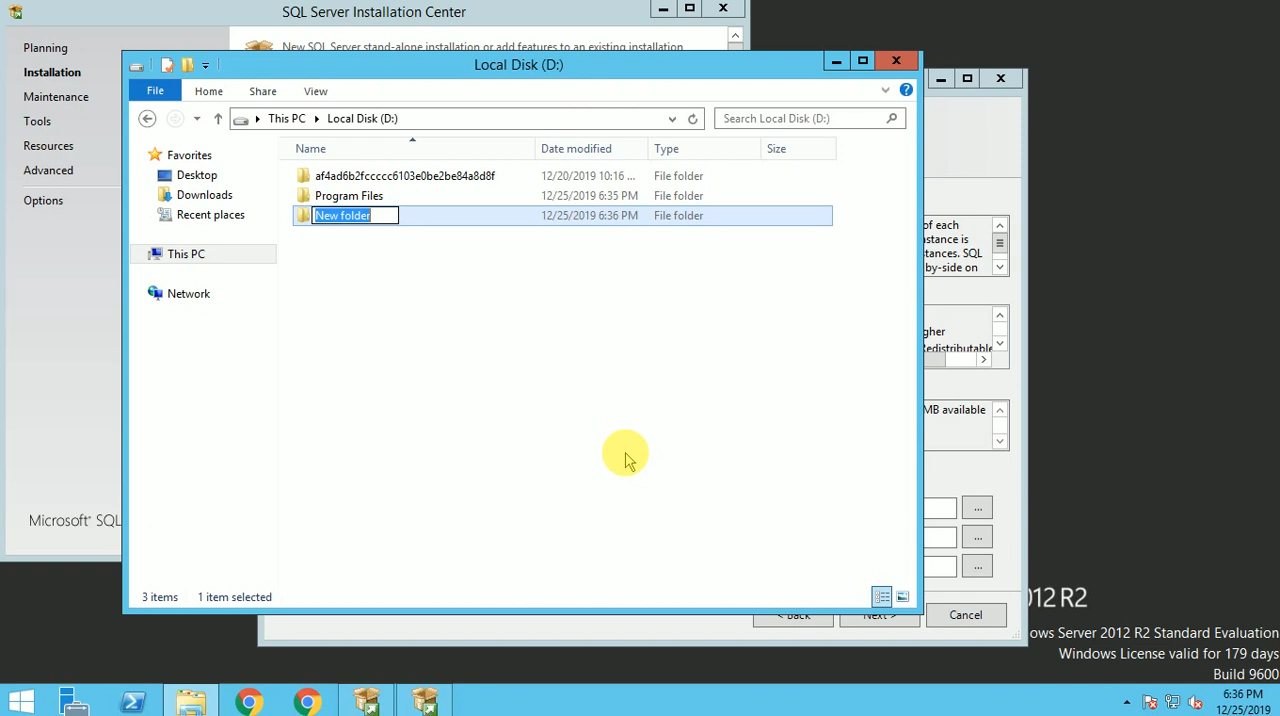 SQL Server Installation Center
Planning
Installation
Maintenance
Tools
Resources
Advanced
Options
New SQL Server stand-alone installation or add features to an existing installation
Microsoft® SQL
Local Disk (D:)
File
Home
Share
View
This PC
Local Disk (D:)
Search Local Disk (D:)
Name
Date modified
Type
Size
Favorites
Desktop
Downloads
Recent places
This PC
Network
af4ad6b2fccccc6103e0be2be84a8d8f 12/20/2019 10:16 ... File folder
Program Files 12/25/2019 6:35 PM File folder
New folder 12/25/2019 6:36 PM File folder
3 items 1 item selected
of each
stance is
stances. SQL
by-side on
gher
Redistributable
MB available
...
...
...
< Back
Next >
Cancel
012 R2
ows Server 2012 R2 Standard Evaluation
Windows License valid for 179 days
Build 9600
6:36 PM
12/25/2019